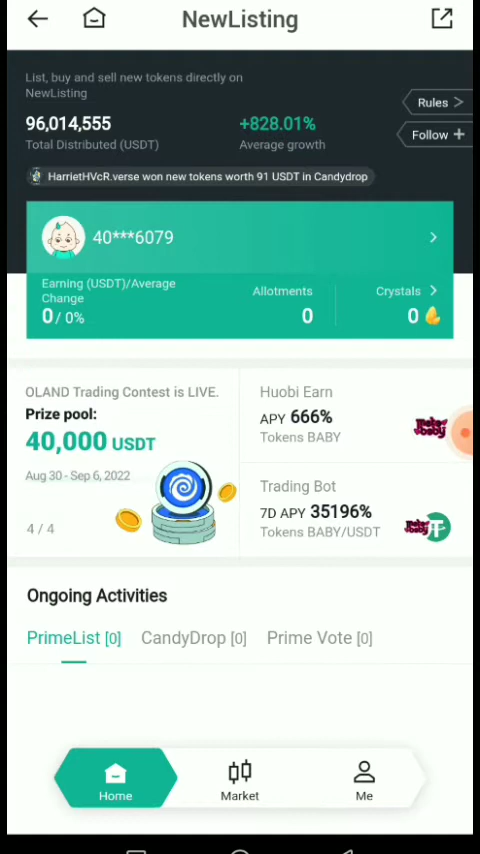 NewListing
List, buy and sell new tokens directly on
NewListing
Rules >
96,014,555
+828.01%
Total Distributed (USDT)
Average growth
Follow +
HarrietHVcR.verse won new tokens worth 91 USDT in Candydrop
40***6079
Earning (USDT)/Average
Change
Allotments
Crystals
0/ 0%
0
0
OLAND Trading Contest is LIVE.
Prize pool:
40,000 USDT
Aug 30 - Sep 6, 2022
4 / 4
Huobi Earn
APY 666%
Tokens BABY
Trading Bot
7D APY 35196%
Tokens BABY/USDT
Ongoing Activities
PrimeList [0]
CandyDrop [0]
Prime Vote [0]
Home
Market
Me